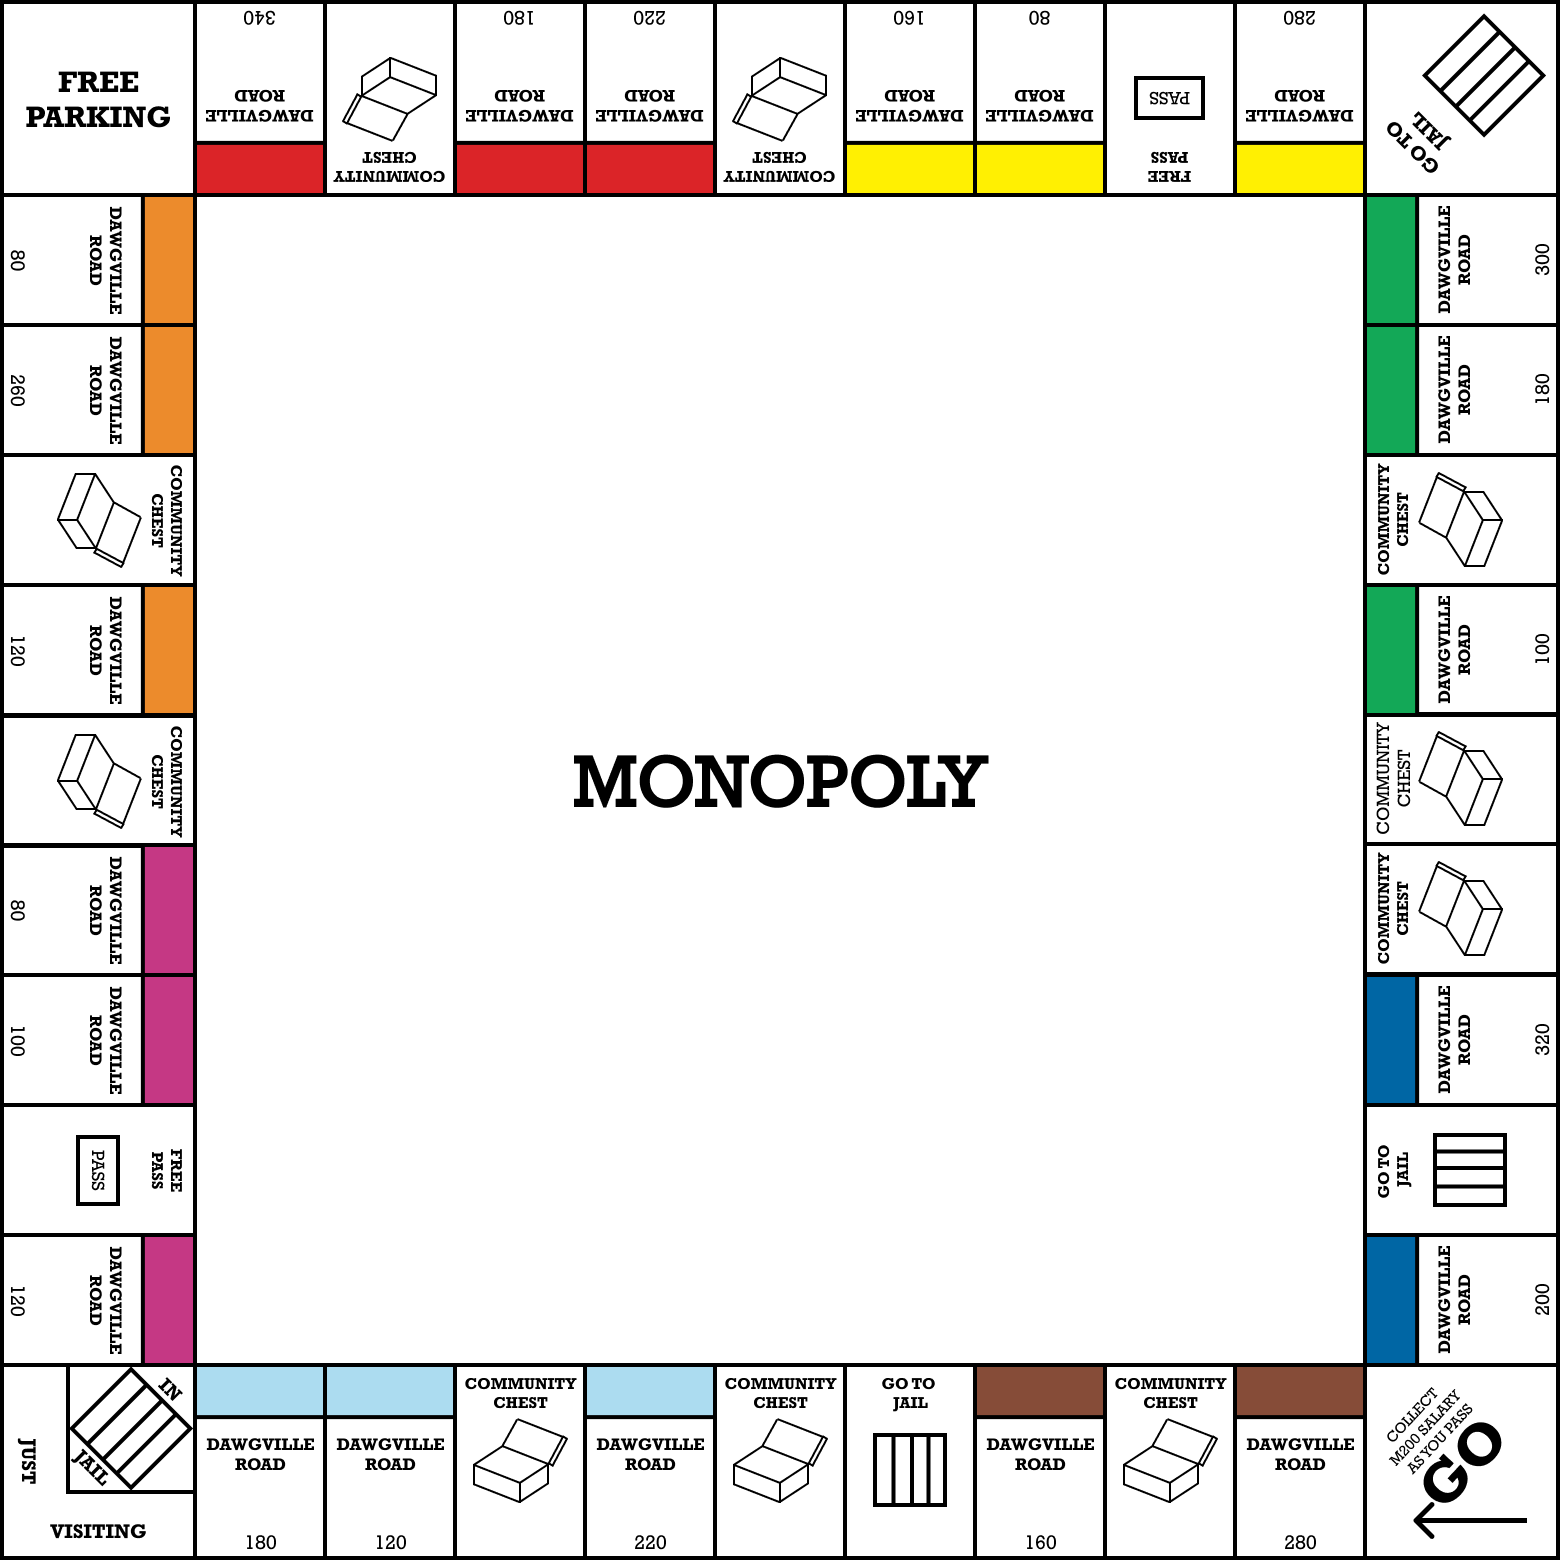 FREE
PARKING
340
DAWGVILLE
ROAD
COMMUNITY
CHEST
180
DAWGVILLE
ROAD
220
DAWGVILLE
ROAD
COMMUNITY
CHEST
160
DAWGVILLE
ROAD
80
DAWGVILLE
ROAD
PASS
FREE
PASS
280
DAWGVILLE
ROAD
GO TO
JAIL
DAWGVILLE
ROAD
300
DAWGVILLE
ROAD
180
COMMUNITY
CHEST
DAWGVILLE
ROAD
100
COMMUNITY
CHEST
COMMUNITY
CHEST
DAWGVILLE
ROAD
320
GO TO
JAIL
DAWGVILLE
ROAD
200
COLLECT
M200 SALARY
AS YOU PASS
GO
DAWGVILLE
ROAD
280
COMMUNITY
CHEST
DAWGVILLE
ROAD
160
GO TO
JAIL
COMMUNITY
CHEST
DAWGVILLE
ROAD
220
COMMUNITY
CHEST
DAWGVILLE
ROAD
120
DAWGVILLE
ROAD
180
IN
JAIL
JUST
VISITING
DAWGVILLE
ROAD
120
FREE
PASS
PASS
DAWGVILLE
ROAD
100
DAWGVILLE
ROAD
80
COMMUNITY
CHEST
DAWGVILLE
ROAD
120
COMMUNITY
CHEST
DAWGVILLE
ROAD
260
DAWGVILLE
ROAD
80
MONOPOLY